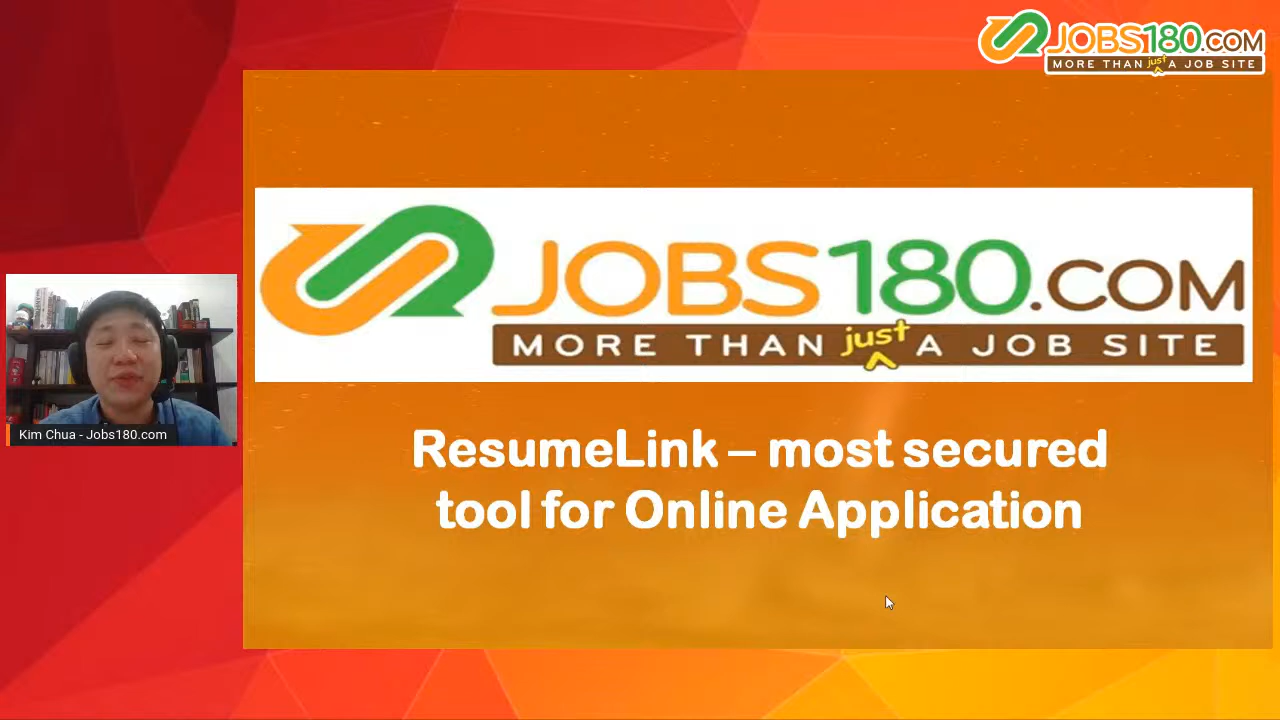 JOBS180.COM
MORE THAN just A JOB SITE
JOBS180.COM
MORE THAN just A JOB SITE
Kim Chua - Jobs180.com
ResumeLink – most secured
tool for Online Application